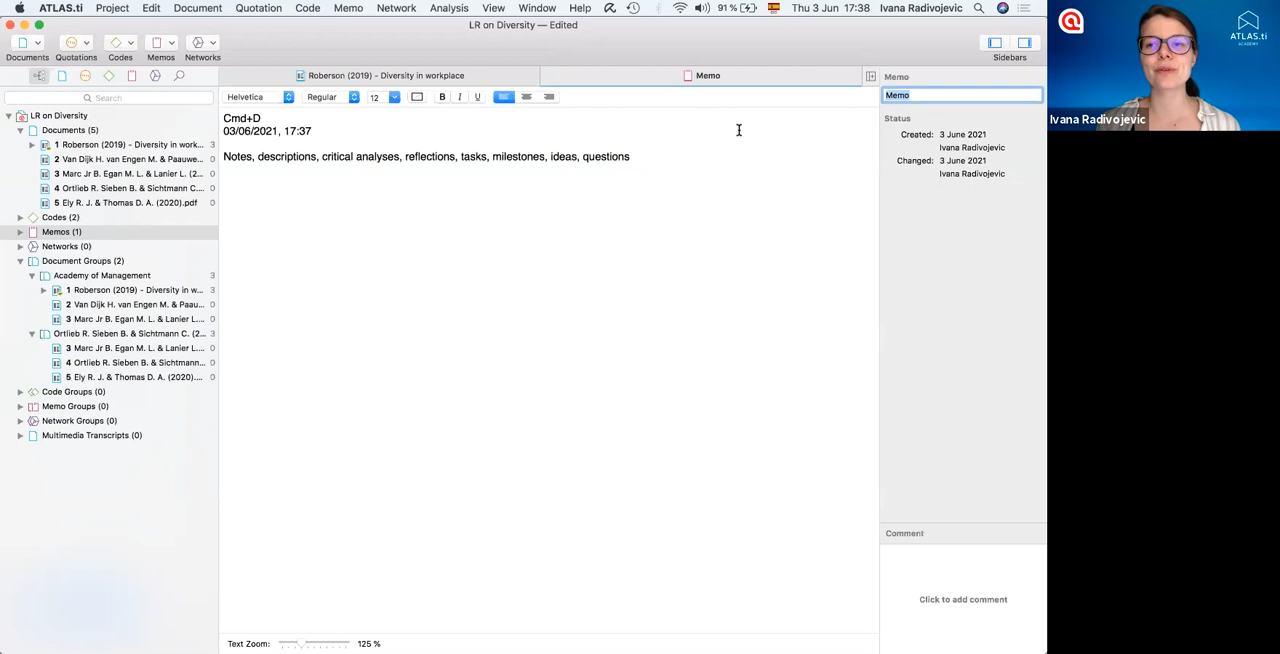 ATLAS.ti Project Edit Document Quotation Code Memo Network Analysis View Window Help 91 % Thu 3 Jun 17:38 Ivana Radivojevic
LR on Diversity — Edited
Documents Quotations Codes Memos Networks Sidebars
Roberson (2019) - Diversity in workplace
Memo
Search
Helvetica Regular 12 B I U
LR on Diversity
Documents (5)
1 Roberson (2019) - Diversity in work... 3
2 Van Dijk H. van Engen M. & Paauwe... 0
3 Marc Jr B. Egan M. L. & Lanier L. (2... 0
4 Ortlieb R. Sieben B. & Sichtmann C.... 0
5 Ely R. J. & Thomas D. A. (2020).pdf 0
Codes (2)
Memos (1)
Networks (0)
Document Groups (2)
Academy of Management 3
1 Roberson (2019) - Diversity in w... 3
2 Van Dijk H. van Engen M. & Paau... 0
3 Marc Jr B. Egan M. L. & Lanier L.... 0
Ortlieb R. Sieben B. & Sichtmann C. (2... 3
3 Marc Jr B. Egan M. L. & Lanier L.... 0
4 Ortlieb R. Sieben B. & Sichtmann... 0
5 Ely R. J. & Thomas D. A. (2020).... 0
Code Groups (0)
Memo Groups (0)
Network Groups (0)
Multimedia Transcripts (0)
Cmd+D
03/06/2021, 17:37
Notes, descriptions, critical analyses, reflections, tasks, milestones, ideas, questions
Text Zoom: 125 %
Memo
Memo
Status
Created: 3 June 2021
Ivana Radivojevic
Changed: 3 June 2021
Ivana Radivojevic
Comment
Click to add comment
ATLAS.ti
ACADEMY
Ivana Radivojevic